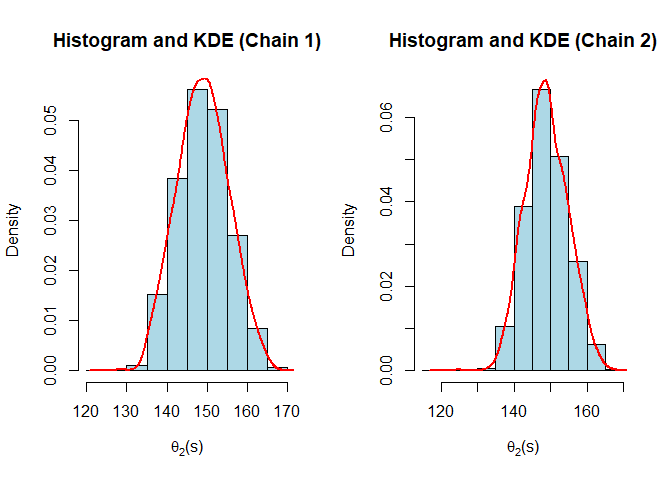 Histogram and KDE (Chain 1)
Density
0.00 0.01 0.02 0.03 0.04 0.05
120 130 140 150 160 170
θ2(s)
Histogram and KDE (Chain 2)
Density
0.00 0.02 0.04 0.06
120 140 160
θ2(s)